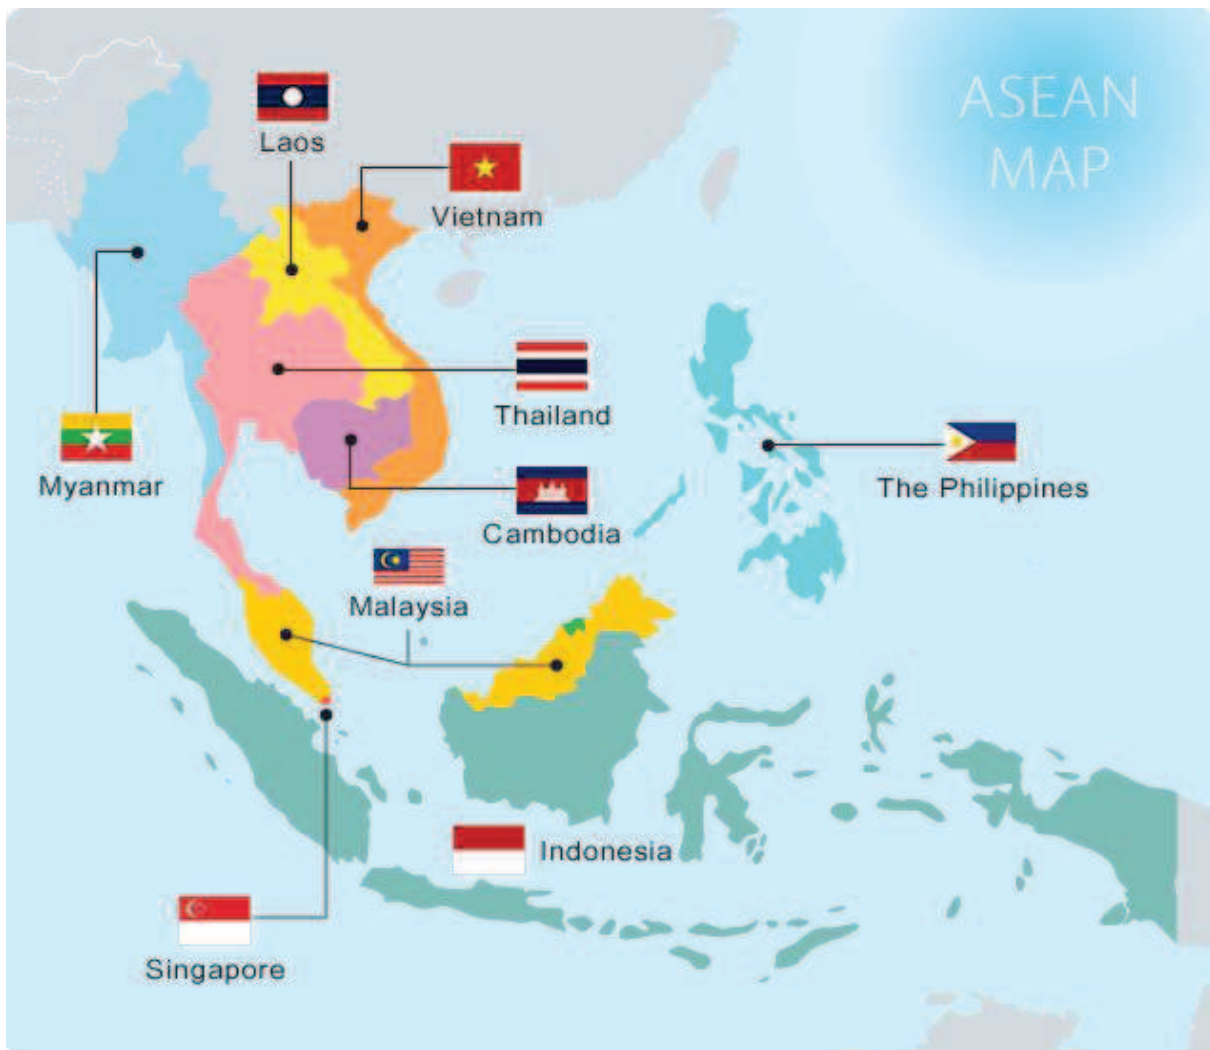 ASEAN
MAP
Laos
Vietnam
Thailand
Myanmar
The Philippines
Cambodia
Malaysia
Indonesia
Singapore